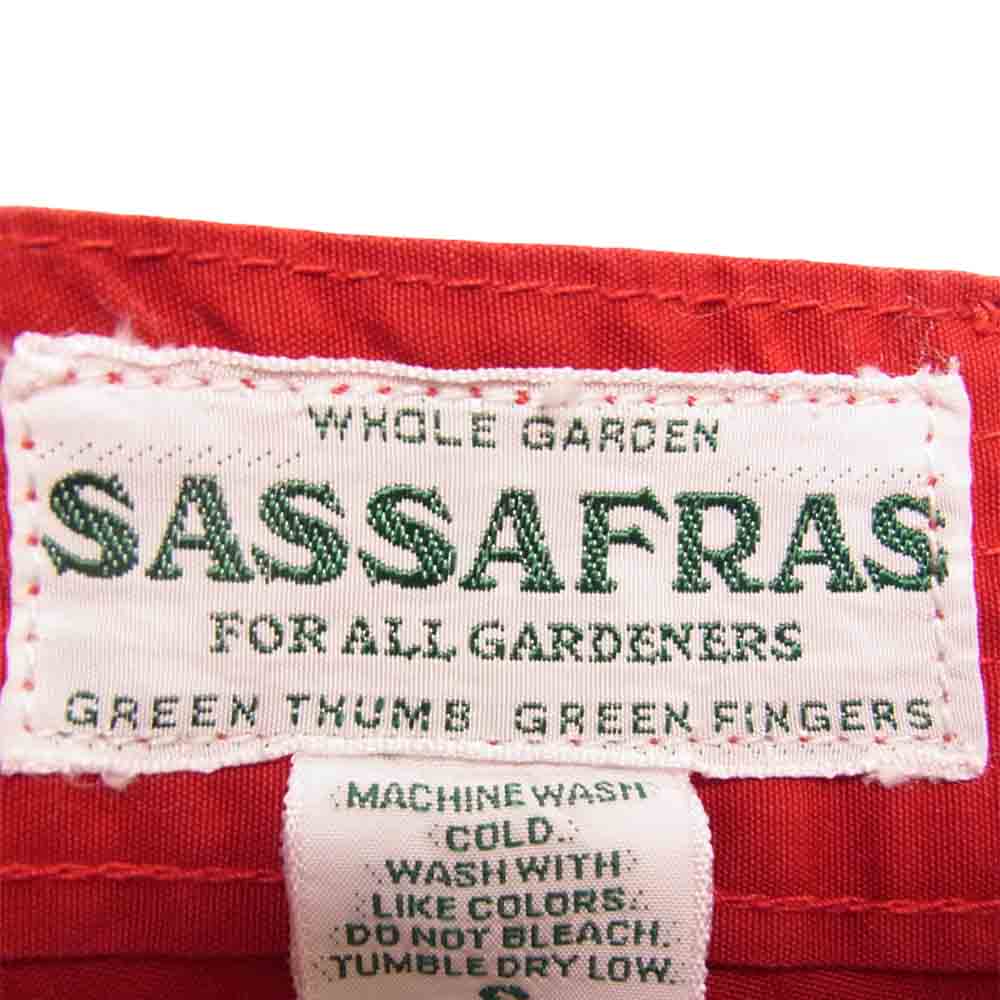 WHOLE GARDEN
SASSAFRAS
FOR ALL GARDENERS
GREEN THUMB GREEN FINGERS
MACHINE WASH
COLD.
WASH WITH
LIKE COLORS.
DO NOT BLEACH.
TUMBLE DRY LOW.